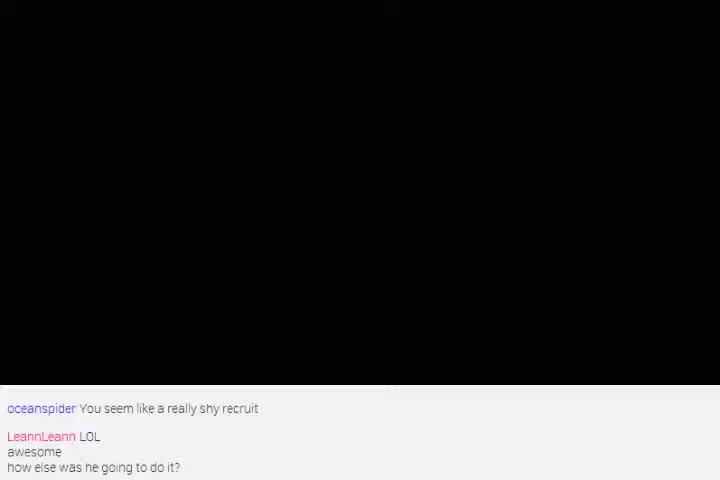 oceanspider You seem like a really shy recruit
LeannLeann LOL
awesome
how else was he going to do it?